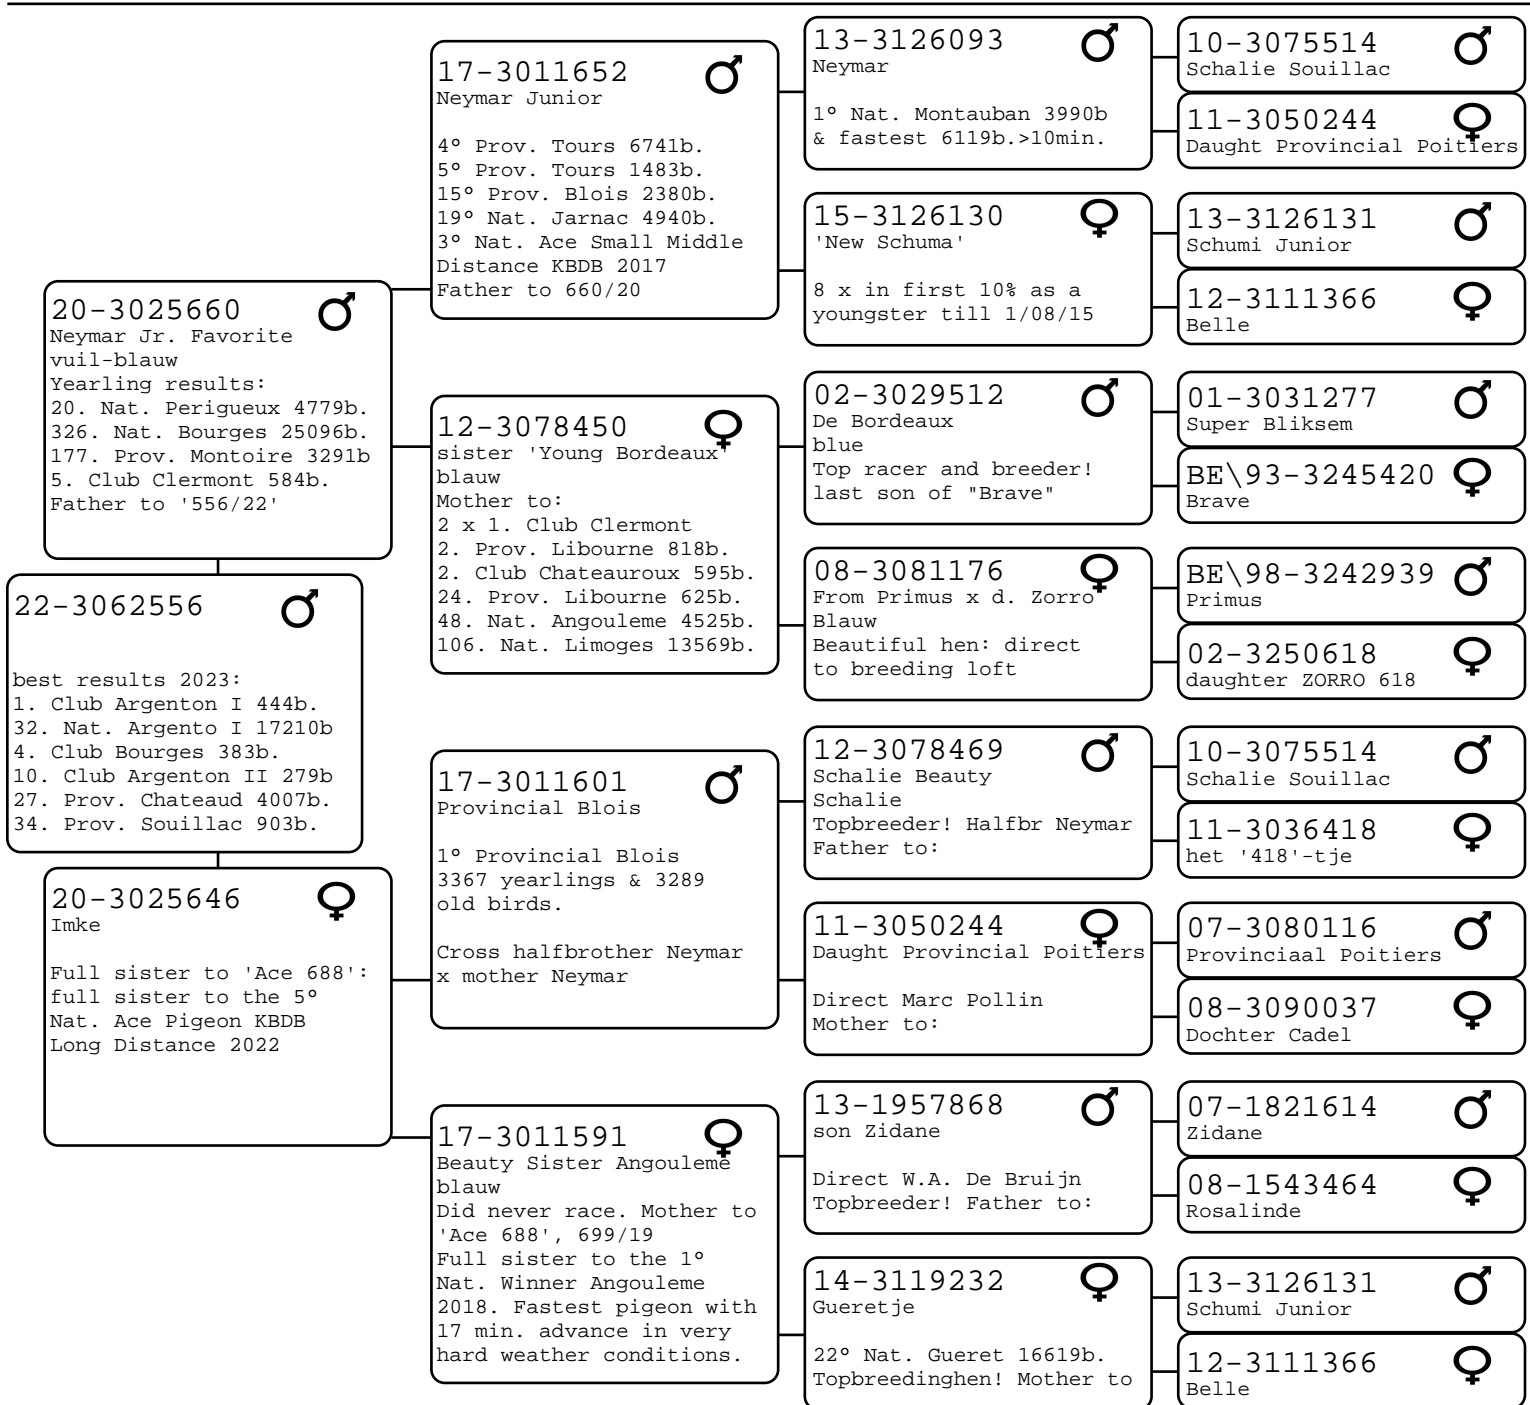 22-3062556
best results 2023:
1. Club Argenton I 444b.
32. Nat. Argento I 17210b
4. Club Bourges 383b.
10. Club Argenton II 279b
27. Prov. Chateaud 4007b.
34. Prov. Souillac 903b.
20-3025660
Neymar Jr. Favorite
vuil-blauw
Yearling results:
20. Nat. Perigueux 4779b.
326. Nat. Bourges 25096b.
177. Prov. Montoire 3291b
5. Club Clermont 584b.
Father to '556/22'
20-3025646
Imke
Full sister to 'Ace 688':
full sister to the 5º
Nat. Ace Pigeon KBDB
Long Distance 2022
17-3011652
Neymar Junior
4º Prov. Tours 6741b.
5º Prov. Tours 1483b.
15º Prov. Blois 2380b.
19º Nat. Jarnac 4940b.
3º Nat. Ace Small Middle
Distance KBDB 2017
Father to 660/20
12-3078450
sister 'Young Bordeaux'
blauw
Mother to:
2 x 1. Club Clermont
2. Prov. Libourne 818b.
2. Club Chateauroux 595b.
24. Prov. Libourne 625b.
48. Nat. Angouleme 4525b.
106. Nat. Limoges 13569b.
17-3011601
Provincial Blois
1º Provincial Blois
3367 yearlings & 3289
old birds.
Cross halfbrother Neymar
x mother Neymar
17-3011591
Beauty Sister Angouleme
blauw
Did never race. Mother to
'Ace 688', 699/19
Full sister to the 1º
Nat. Winner Angouleme
2018. Fastest pigeon with
17 min. advance in very
hard weather conditions.
13-3126093
Neymar
1º Nat. Montauban 3990b
& fastest 6119b.>10min.
15-3126130
'New Schuma'
8 x in first 10% as a
youngster till 1/08/15
02-3029512
De Bordeaux
blue
Top racer and breeder!
last son of "Brave"
08-3081176
From Primus x d. Zorro
Blauw
Beautiful hen: direct
to breeding loft
12-3078469
Schalie Beauty
Schalie
Topbreeder! Halfbr Neymar
Father to:
11-3050244
Daught Provincial Poitiers
Direct Marc Pollin
Mother to:
13-1957868
son Zidane
Direct W.A. De Bruijn
Topbreeder! Father to:
14-3119232
Gueretje
22º Nat. Gueret 16619b.
Topbreedinghen! Mother to
10-3075514
Schalie Souillac
11-3050244
Daught Provincial Poitiers
13-3126131
Schumi Junior
12-3111366
Belle
01-3031277
Super Bliksem
BE\93-3245420
Brave
BE\98-3242939
Primus
02-3250618
daughter ZORRO 618
10-3075514
Schalie Souillac
11-3036418
het '418'-tje
07-3080116
Provinciaal Poitiers
08-3090037
Dochter Cadel
07-1821614
Zidane
08-1543464
Rosalinde
13-3126131
Schumi Junior
12-3111366
Belle